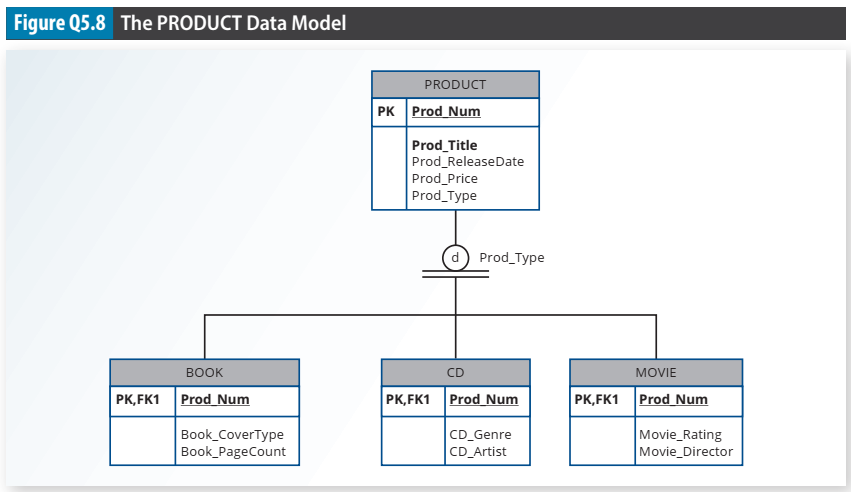 Figure Q5.8 The PRODUCT Data Model
PRODUCT
PK Prod_Num
Prod_Title
Prod_ReleaseDate
Prod_Price
Prod_Type
d Prod_Type
BOOK
PK,FK1 Prod_Num
Book_CoverType
Book_PageCount
CD
PK,FK1 Prod_Num
CD_Genre
CD_Artist
MOVIE
PK,FK1 Prod_Num
Movie_Rating
Movie_Director